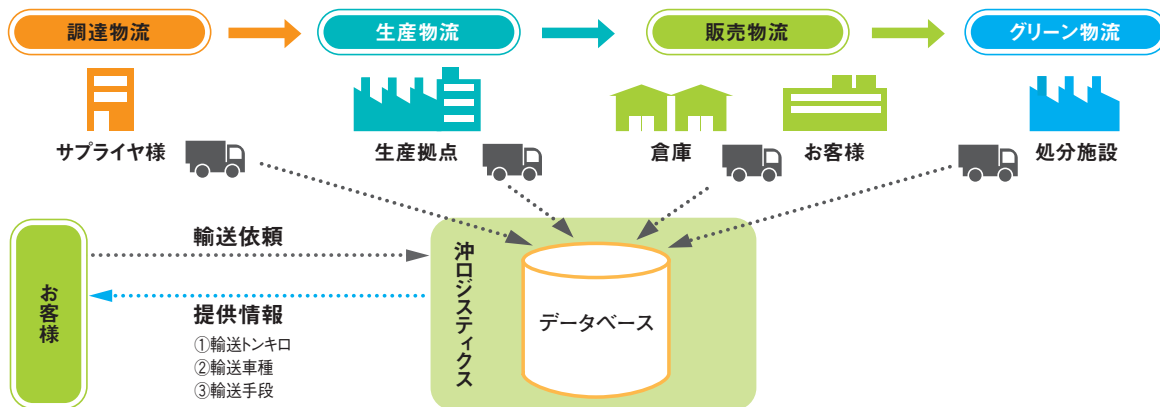 調達物流
生産物流
販売物流
グリーン物流
サプライヤ様
生産拠点
倉庫
お客様
処分施設
お客様
輸送依頼
提供情報
①輸送トンキロ
②輸送車種
③輸送手段
沖ロジスティクス
データベース